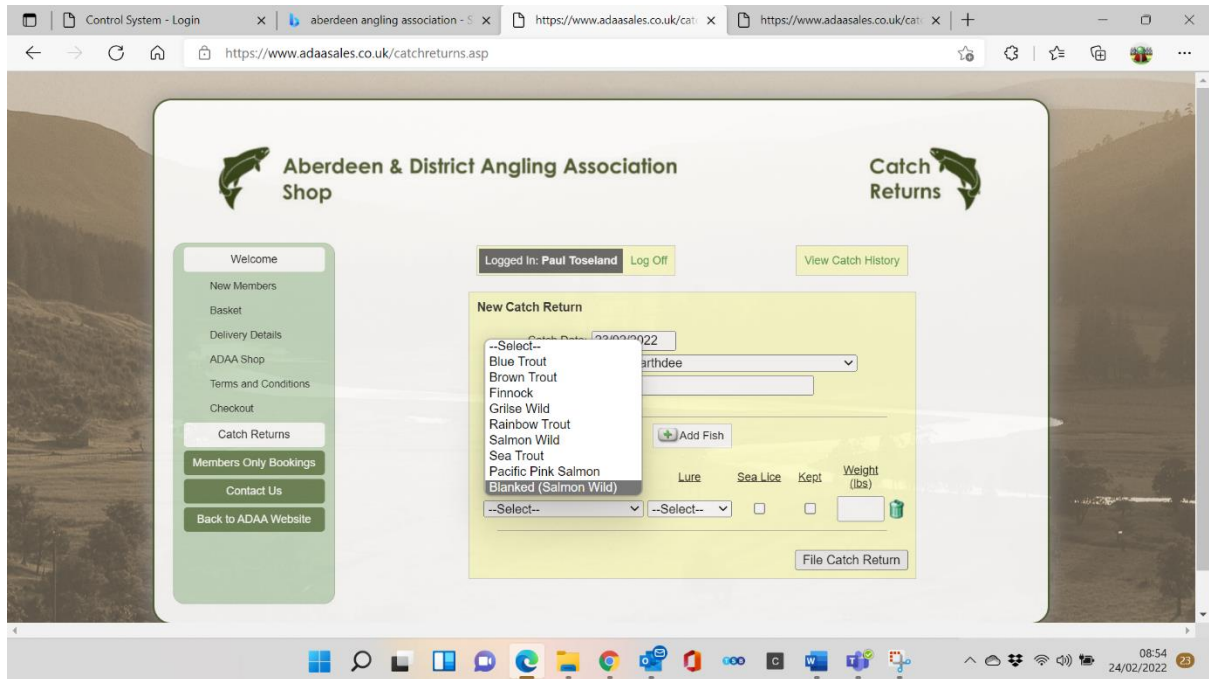 Control System - Login
aberdeen angling association - S
https://www.adaasales.co.uk/cat
https://www.adaasales.co.uk/cat
https://www.adaasales.co.uk/catchreturns.asp
Aberdeen & District Angling Association
Shop
Catch
Returns
Welcome
New Members
Basket
Delivery Details
ADAA Shop
Terms and Conditions
Checkout
Catch Returns
Members Only Bookings
Contact Us
Back to ADAA Website
Logged In: Paul Toseland Log Off
View Catch History
New Catch Return
Catch Date: 23/02/2022
arthdee
--Select--
Blue Trout
Brown Trout
Finnock
Grilse Wild
Rainbow Trout
Salmon Wild
Sea Trout
Pacific Pink Salmon
Blanked (Salmon Wild)
Add Fish
Lure Sea Lice Kept Weight
(lbs)
--Select-- --Select--
File Catch Return
08:54
24/02/2022
23